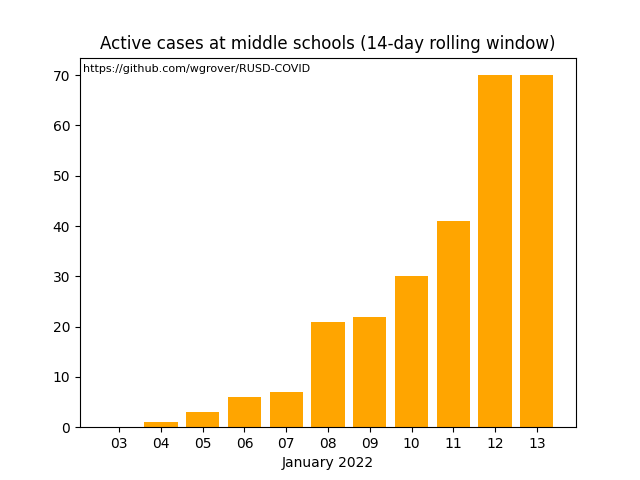 Active cases at middle schools (14-day rolling window)
https://github.com/wgrover/RUSD-COVID
70
60
50
40
30
20
10
0
03 04 05 06 07 08 09 10 11 12 13
January 2022